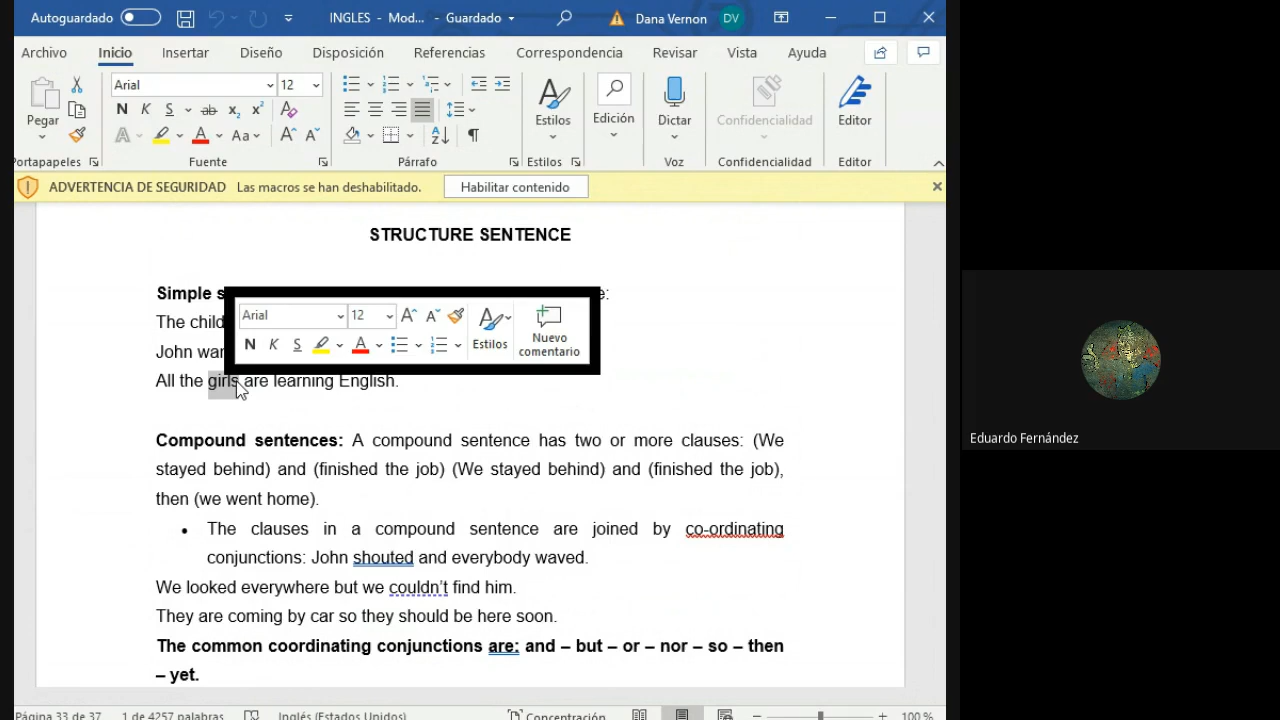 Autoguardado
INGLES - Mod... - Guardado
Dana Vernon DV
Archivo Inicio Insertar Diseño Disposición Referencias Correspondencia Revisar Vista Ayuda
Pegar
Portapapeles
Arial 12
N K S ab x₂ x²
A A Aa A A
Fuente
Párrafo
Estilos
Estilos
Edición
Dictar
Voz
Confidencialidad
Confidencialidad
Editor
Editor
ADVERTENCIA DE SEGURIDAD Las macros se han deshabilitado. Habilitar contenido
STRUCTURE SENTENCE
Simple s e:
The child
John war
Arial 12
N K S A
Estilos
Nuevo comentario
All the girls are learning English.
Compound sentences: A compound sentence has two or more clauses: (We
stayed behind) and (finished the job) (We stayed behind) and (finished the job),
then (we went home).
• The clauses in a compound sentence are joined by co-ordinating
conjunctions: John shouted and everybody waved.
We looked everywhere but we couldn't find him.
They are coming by car so they should be here soon.
The common coordinating conjunctions are: and – but – or – nor – so – then
– yet.
Página 33 de 37 1 de 4257 palabras Inglés (Estados Unidos) Concentración 100 %
Eduardo Fernández